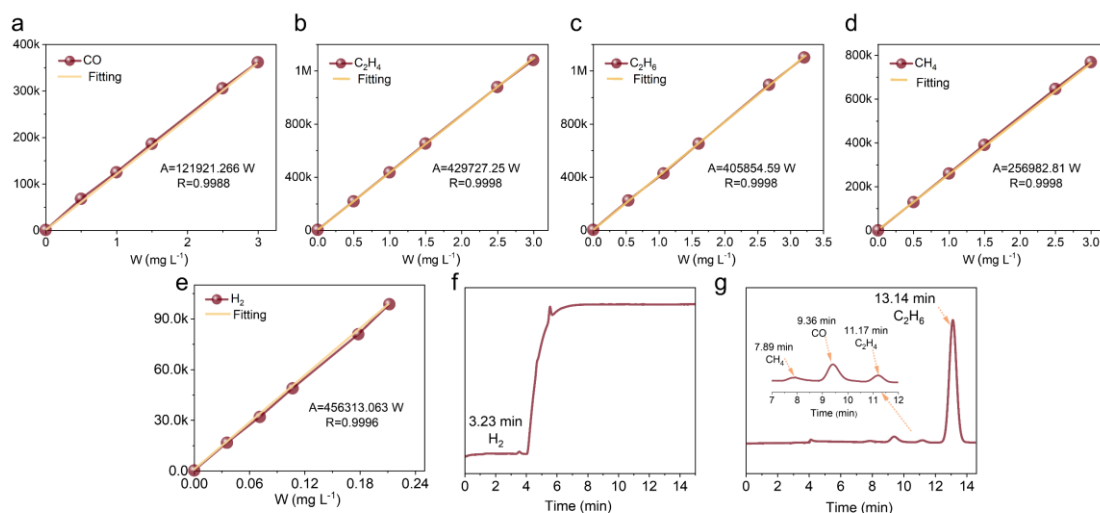 a
400k
300k
200k
100k
0
CO
Fitting
A=121921.266 W
R=0.9988
0
1
2
3
W (mg L⁻¹)
b
1M
800k
400k
0
C₂H₄
Fitting
A=429727.25 W
R=0.9998
0.0
0.5
1.0
1.5
2.0
2.5
3.0
W (mg L⁻¹)
c
1M
800k
400k
0
C₂H₆
Fitting
A=405854.59 W
R=0.9998
0.0
0.5
1.0
1.5
2.0
2.5
3.0
3.5
W (mg L⁻¹)
d
800k
600k
400k
200k
0
CH₄
Fitting
A=256982.81 W
R=0.9998
0.0
0.5
1.0
1.5
2.0
2.5
3.0
W (mg L⁻¹)
e
90.0k
60.0k
30.0k
0.0
H₂
Fitting
A=456313.063 W
R=0.9996
0.00
0.06
0.12
0.18
0.24
W (mg L⁻¹)
f
3.23 min
H₂
0
2
4
6
8
10
12
14
Time (min)
g
13.14 min
C₂H₆
9.36 min
CO
11.17 min
C₂H₄
7.89 min
CH₄
7
8
9
10
11
12
Time (min)
0
2
4
6
8
10
12
14
Time (min)